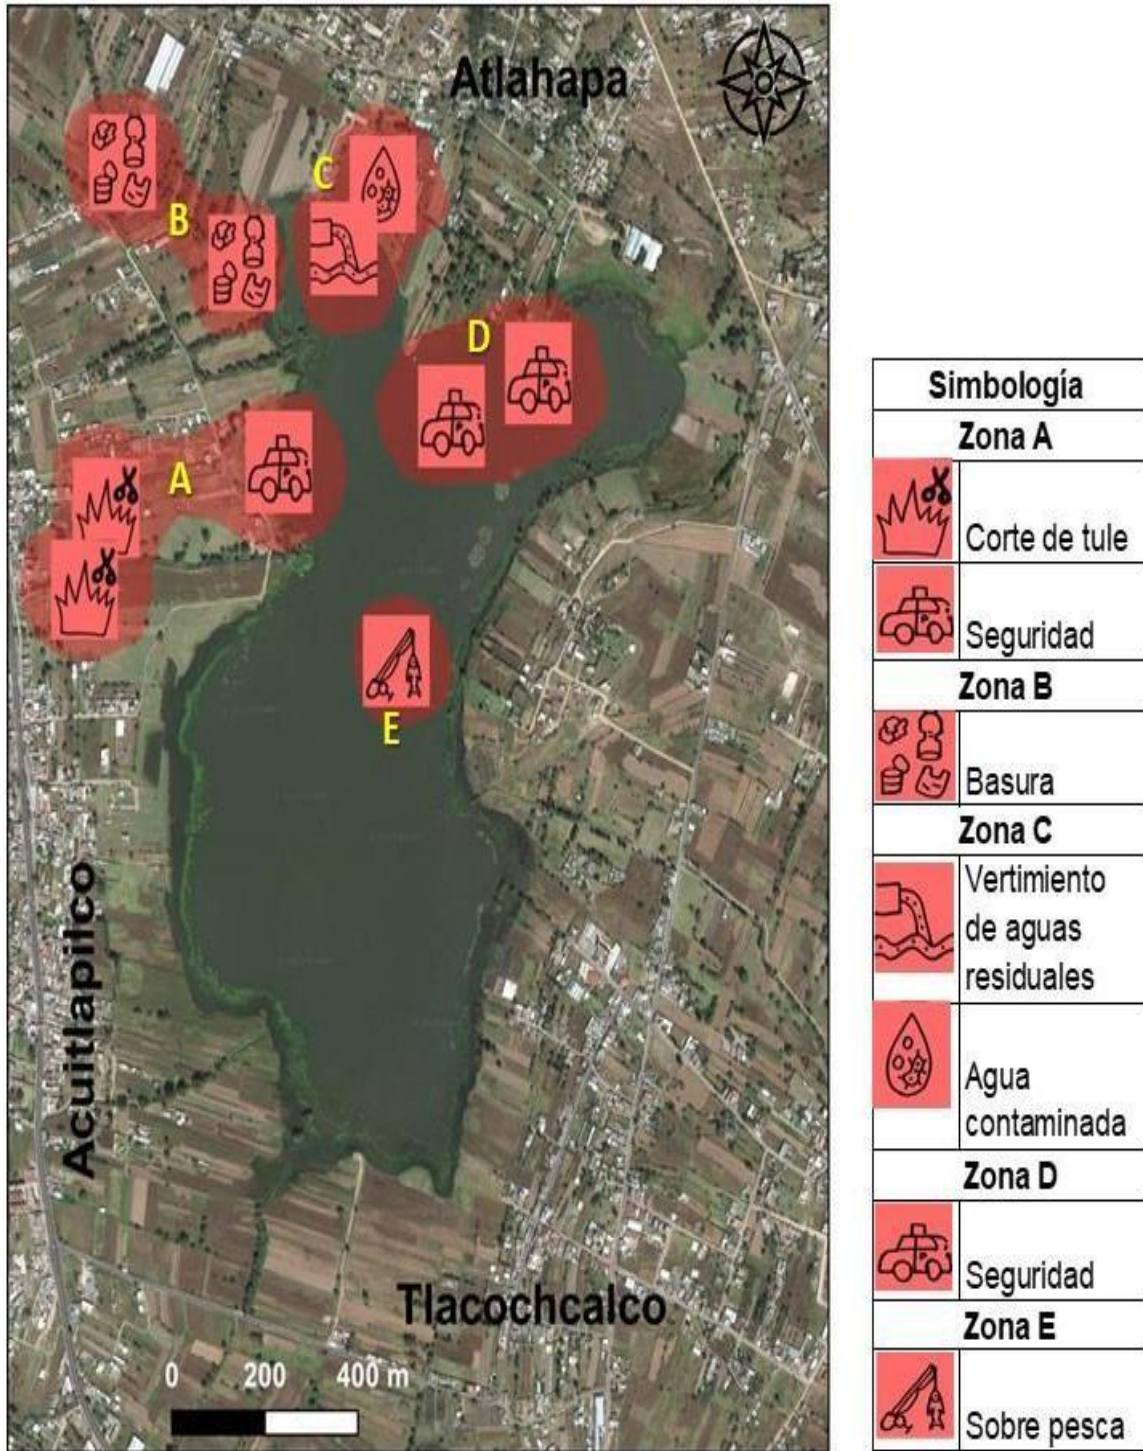 Atlahapa
C
B
D
A
E
Acuitlapilco
Tlacochcalco
0 200 400 m
Simbología
Zona A
Corte de tule
Seguridad
Zona B
Basura
Zona C
Vertimiento
de aguas
residuales
Agua
contaminada
Zona D
Seguridad
Zona E
Sobre pesca